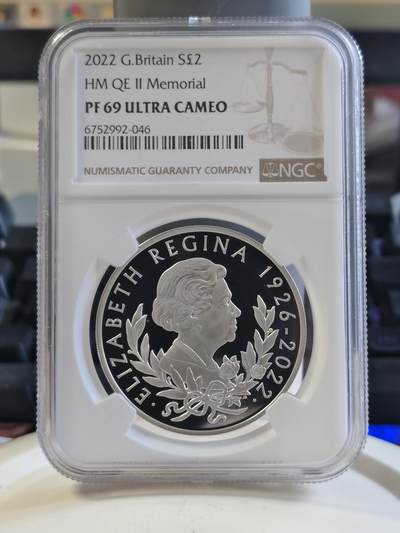 2022 G.Britain S£2
HM QE II Memorial
PF 69 ULTRA CAMEO
6752992-046
NUMISMATIC GUARANTY COMPANY
NGC
· ELIZABETH REGINA 1926-2022 ·